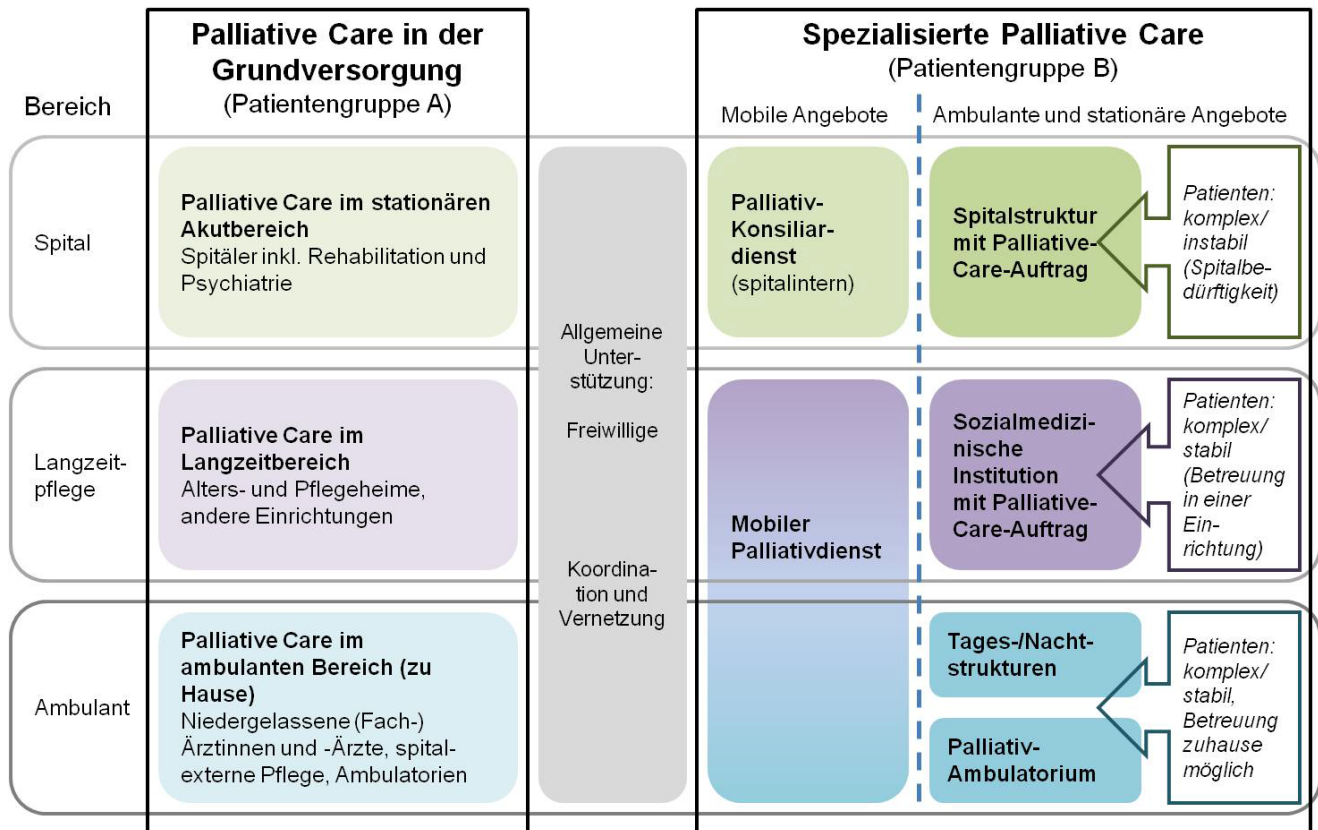 Palliative Care in der
Grundversorgung
(Patientengruppe A)
Spezialisierte Palliative Care
(Patientengruppe B)
Bereich
Mobile Angebote
Ambulante und stationäre Angebote
Spital
Palliative Care im stationären
Akutbereich
Spitäler inkl. Rehabilitation und
Psychiatrie
Palliativ-
Konsiliar-
dienst
(spitalintern)
Spitalstruktur
mit Palliative-
Care-Auftrag
Patienten:
komplex/
instabil
(Spitalbe-
dürftigkeit)
Allgemeine
Unter-
stützung:
Freiwillige
Koordina-
tion und
Vernetzung
Langzeit-
pflege
Palliative Care im
Langzeitbereich
Alters- und Pflegeheime,
andere Einrichtungen
Mobiler
Palliativdienst
Sozialmedizi-
nische
Institution
mit Palliative-
Care-Auftrag
Patienten:
komplex/
stabil
(Betreuung
in einer
Ein-
richtung)
Ambulant
Palliative Care im
ambulanten Bereich (zu
Hause)
Niedergelassene (Fach-)
Ärztinnen und -Ärzte, spital-
externe Pflege, Ambulatorien
Tages-/Nacht-
strukturen
Palliativ-
Ambulatorium
Patienten:
komplex/
stabil,
Betreuung
zuhause
möglich